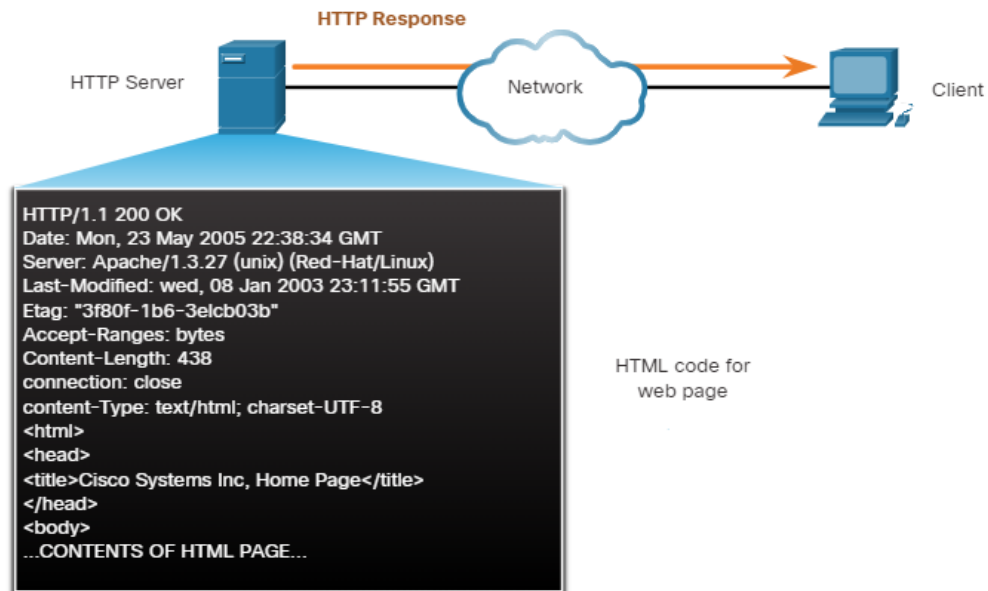 HTTP Response
HTTP Server
Network
Client
HTTP/1.1 200 OK
Date: Mon, 23 May 2005 22:38:34 GMT
Server: Apache/1.3.27 (unix) (Red-Hat/Linux)
Last-Modified: wed, 08 Jan 2003 23:11:55 GMT
Etag: "3f80f-1b6-3elcb03b"
Accept-Ranges: bytes
Content-Length: 438
connection: close
content-Type: text/html; charset-UTF-8
<html>
<head>
<title>Cisco Systems Inc, Home Page</title>
</head>
<body>
...CONTENTS OF HTML PAGE...
HTML code for
web page